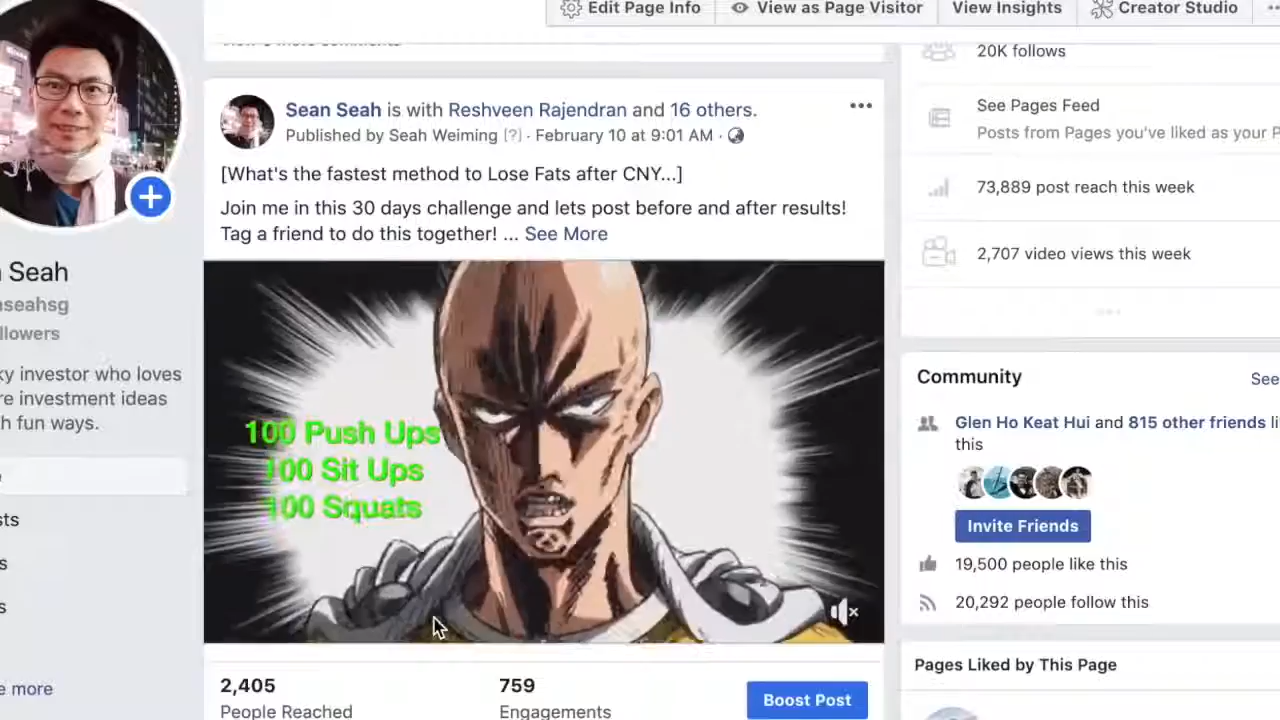 Edit Page Info
View as Page Visitor
View Insights
Creator Studio
20K follows
See Pages Feed
Posts from Pages you've liked as your P
73,889 post reach this week
2,707 video views this week
Sean Seah is with Reshveen Rajendran and 16 others.
Published by Seah Weiming [?] · February 10 at 9:01 AM ·
[What's the fastest method to Lose Fats after CNY...]
Join me in this 30 days challenge and lets post before and after results!
Tag a friend to do this together! ... See More
100 Push Ups
100 Sit Ups
100 Squats
2,405
People Reached
759
Engagements
Boost Post
Seah
seahsg
llowers
ky investor who loves
re investment ideas
h fun ways.
sts
s
s
e more
Community
See
Glen Ho Keat Hui and 815 other friends li
this
Invite Friends
19,500 people like this
20,292 people follow this
Pages Liked by This Page